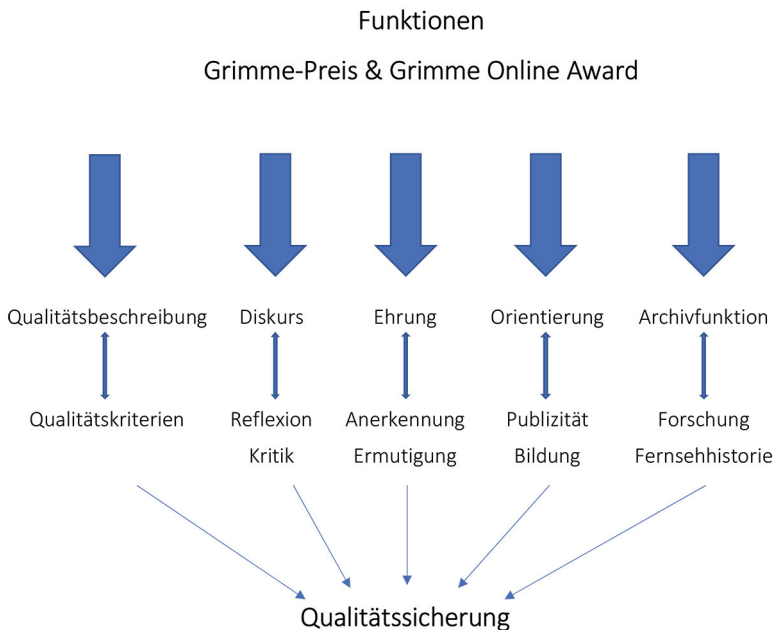 Funktionen
Grimme-Preis & Grimme Online Award
Qualitätsbeschreibung Diskurs Ehrung Orientierung Archivfunktion
Qualitätskriterien Reflexion Anerkennung Publizität Forschung
Kritik Ermutigung Bildung Fernsehhistorie
Qualitätssicherung